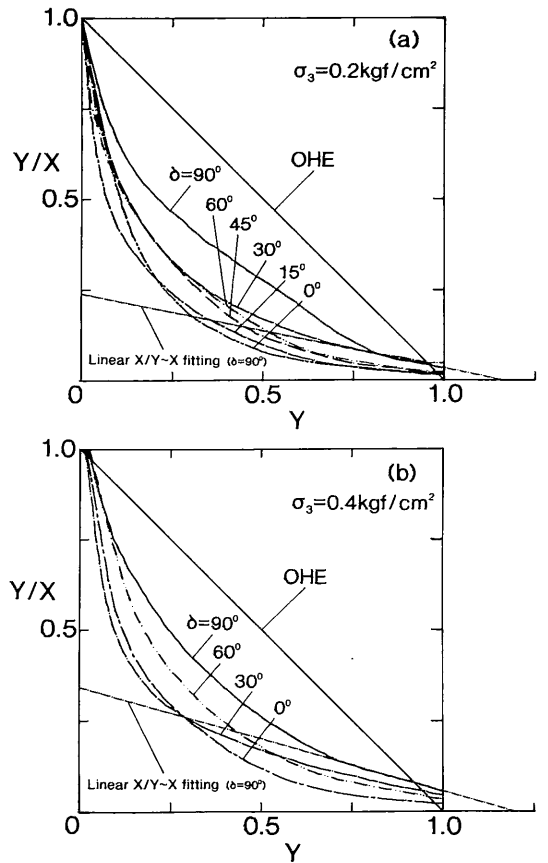 1.0
(a)
σ₃=0.2kgf/cm²
Y/X
OHE
δ=90°
0.5
60°
45°
30°
15°
0°
Linear X/Y~X fitting (δ=90°)
0
0.5
1.0
Y
1.0
(b)
σ₃=0.4kgf/cm²
Y/X
OHE
δ=90°
0.5
60°
30°
0°
Linear X/Y~X fitting (δ=90°)
0
0.5
1.0
Y